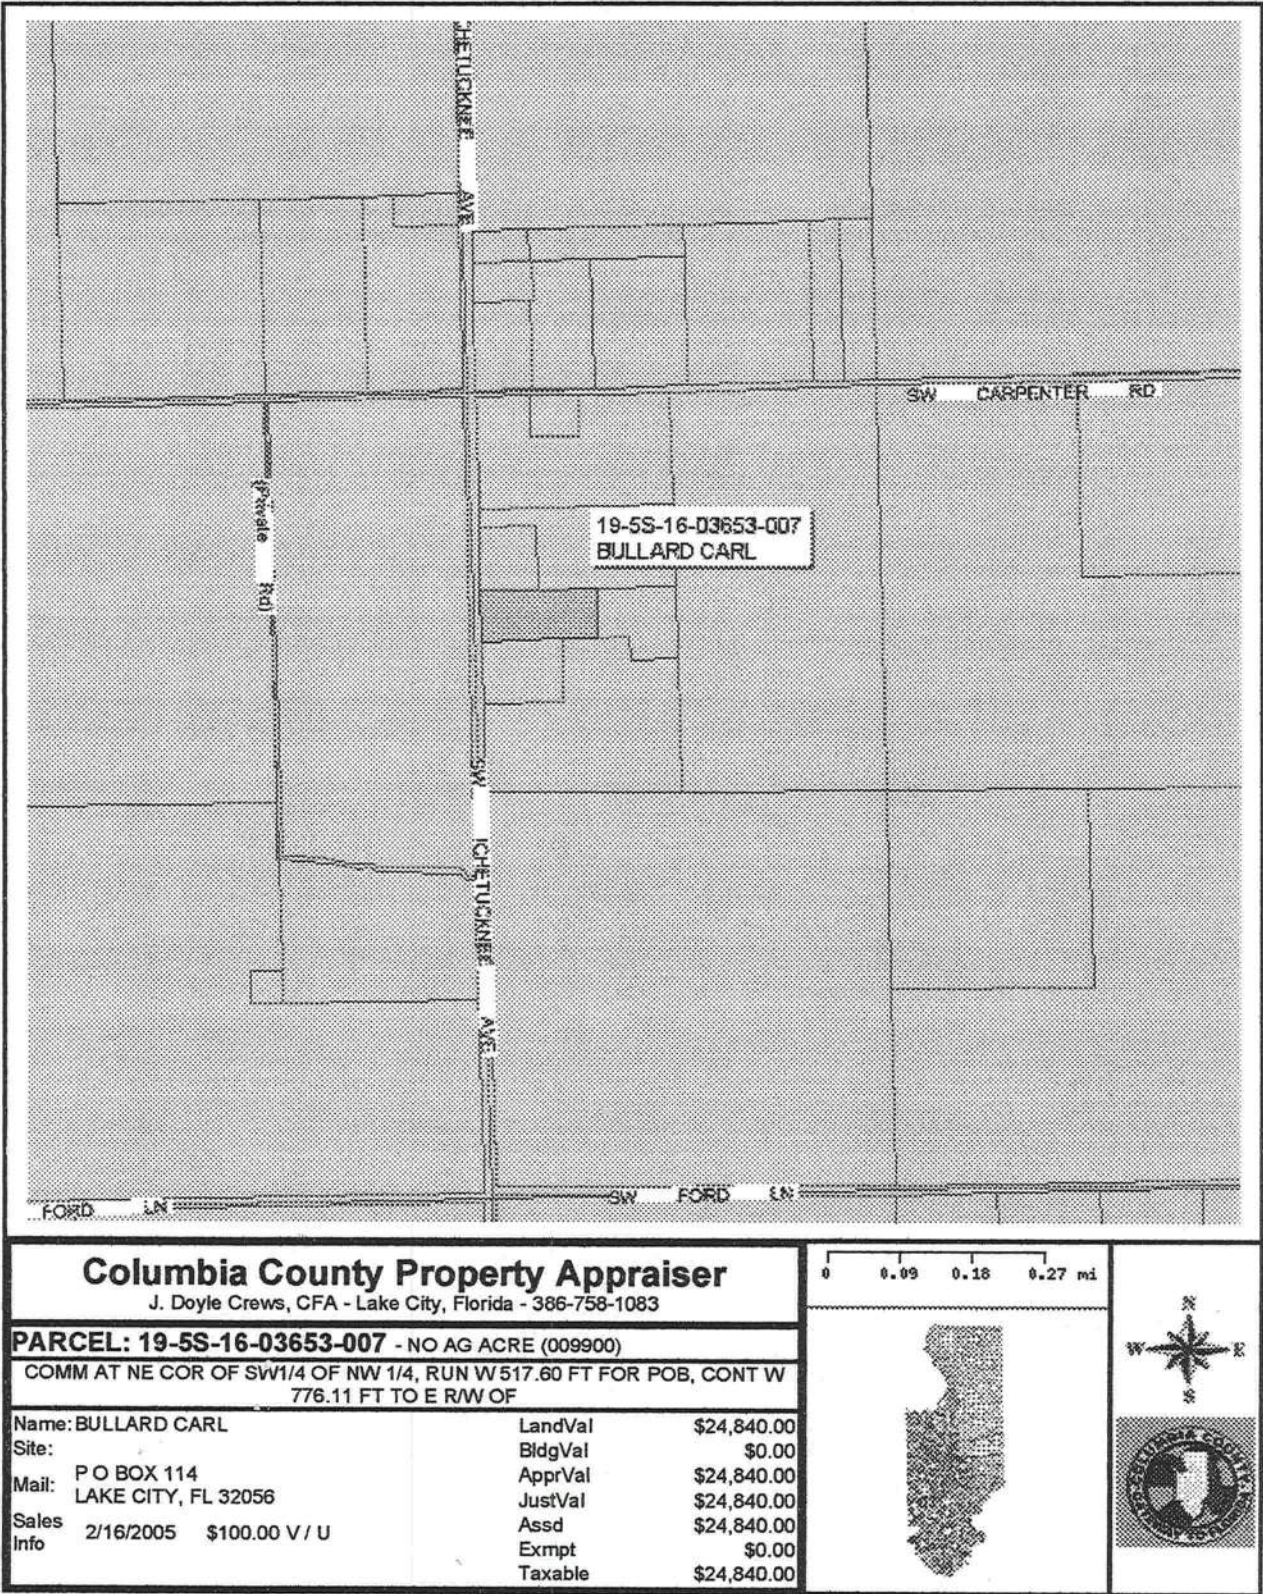 HETUCKNEE AVE
SW CARPENTER RD
(Private Rd)
19-5S-16-03653-007
BULLARD CARL
SW ICHETUCKNEE AVE
FORD LN
SW FORD LN
Columbia County Property Appraiser
J. Doyle Crews, CFA - Lake City, Florida - 386-758-1083
PARCEL: 19-5S-16-03653-007 - NO AG ACRE (009900)
COMM AT NE COR OF SW1/4 OF NW 1/4, RUN W 517.60 FT FOR POB, CONT W
776.11 FT TO E R/W OF
Name: BULLARD CARL
Site:
Mail: P O BOX 114
LAKE CITY, FL 32056
Sales Info 2/16/2005 $100.00 V / U
LandVal $24,840.00
BldgVal $0.00
ApprVal $24,840.00
JustVal $24,840.00
Assd $24,840.00
Exmpt $0.00
Taxable $24,840.00
0 0.09 0.18 0.27 mi
N
W E
S
COLUMBIA COUNTY